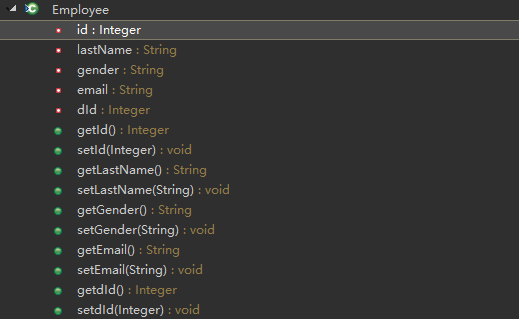 Employee
id : Integer
lastName : String
gender : String
email : String
dId : Integer
getId() : Integer
setId(Integer) : void
getLastName() : String
setLastName(String) : void
getGender() : String
setGender(String) : void
getEmail() : String
setEmail(String) : void
getdId() : Integer
setdId(Integer) : void